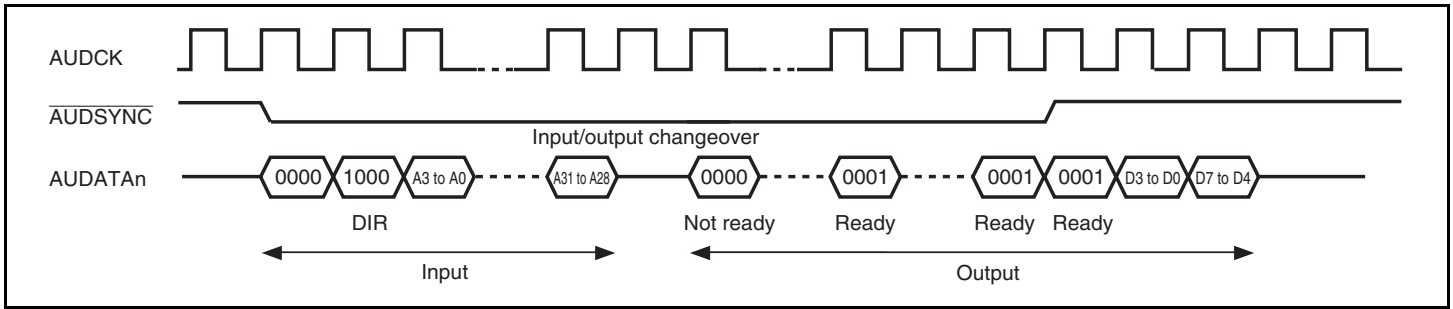 AUDCK
AUDSYNC
Input/output changeover
AUDATAn
0000 1000 A3 to A0 A31 to A28 0000 0001 0001 0001 D3 to D0 D7 to D4
DIR Not ready Ready Ready Ready
Input Output